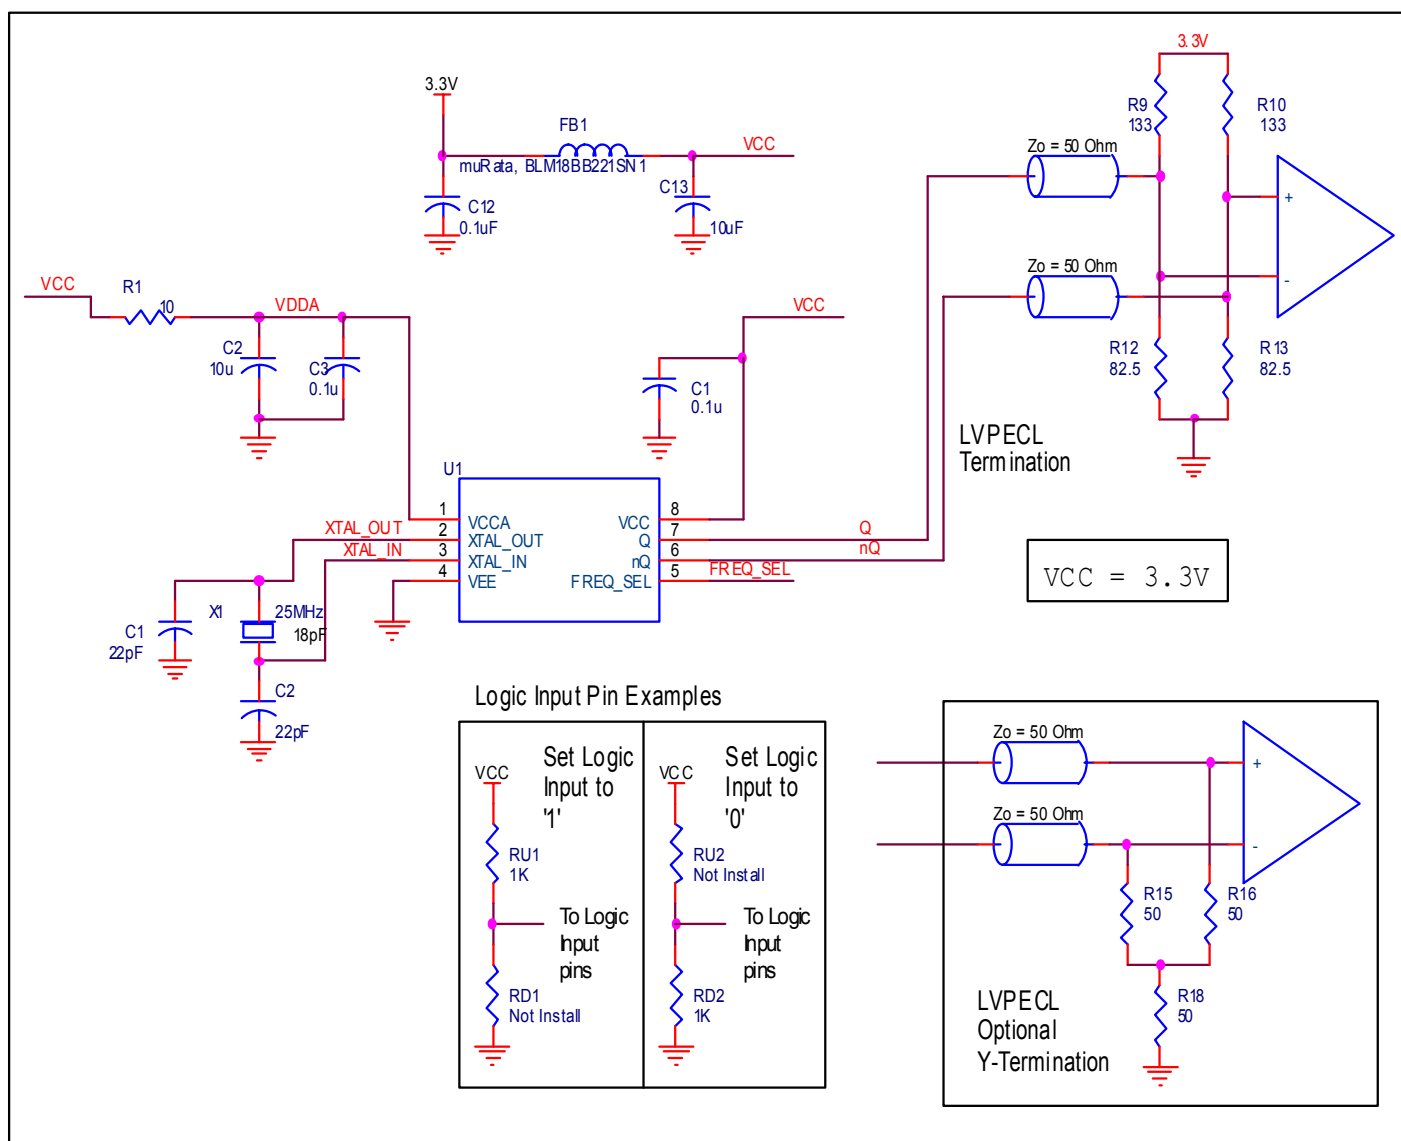 3.3V
3.3V
FB1
VCC
muRata, BLM18BB221SN1
C12
0.1uF
C13
10uF
R9
133
R10
133
Zo = 50 Ohm
+
Zo = 50 Ohm
-
R12
82.5
R13
82.5
LVPECL
Termination
VCC
R1
10
VDDA
C2
10u
C3
0.1u
VCC
C1
0.1u
U1
1
VCCA
2
XTAL_OUT
3
XTAL_IN
4
VEE
VCC
8
Q
7
nQ
6
FREQ_SEL
5
XTAL_OUT
XTAL_IN
Q
nQ
FREQ_SEL
VCC = 3.3V
C1
22pF
X1
25MHz
18pF
C2
22pF
Logic Input Pin Examples
VCC
Set Logic
Input to
'1'
RU1
1K
To Logic
Input
pins
RD1
Not Install
VCC
Set Logic
Input to
'0'
RU2
Not Install
To Logic
Input
pins
RD2
1K
Zo = 50 Ohm
+
Zo = 50 Ohm
-
R15
50
R16
50
R18
50
LVPECL
Optional
Y-Termination